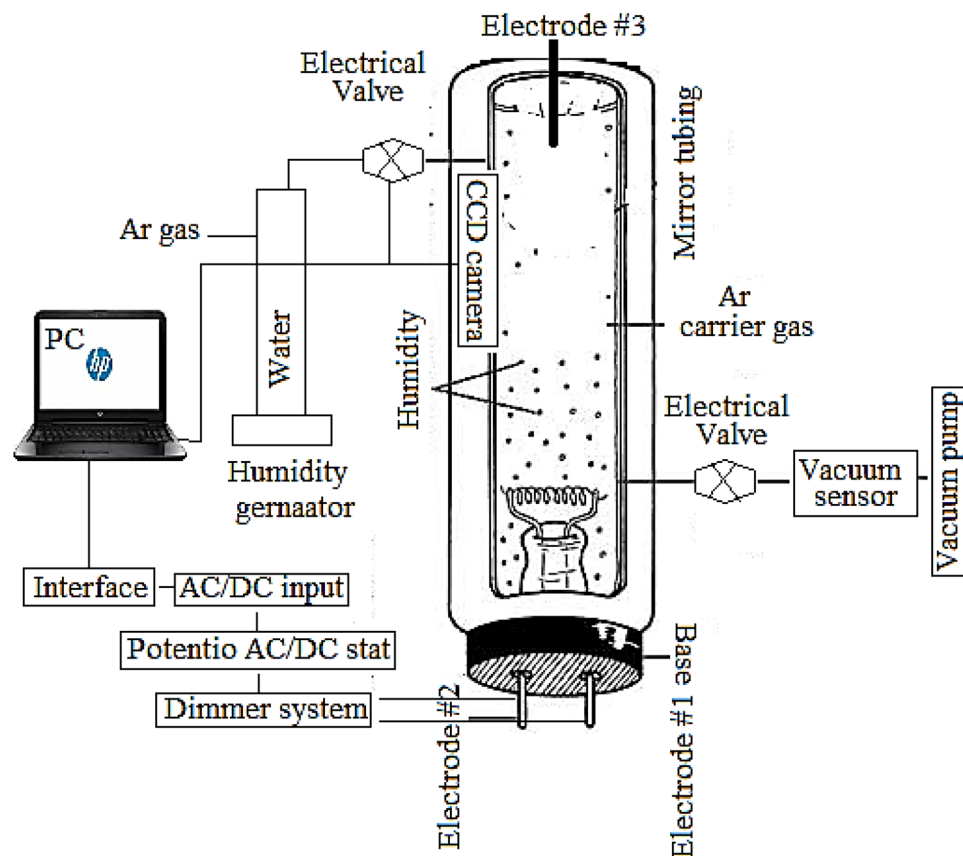 Electrode #3
Electrical
Valve
Mirror tubing
CCD camera
Ar gas
Water
PC
hp
Humidity
Ar
carrier gas
Electrical
Valve
Vacuum
sensor
Vacuum pump
Humidity
gernaator
Interface
AC/DC input
Potentio AC/DC stat
Dimmer system
Electrode #2
Base
Electrode #1